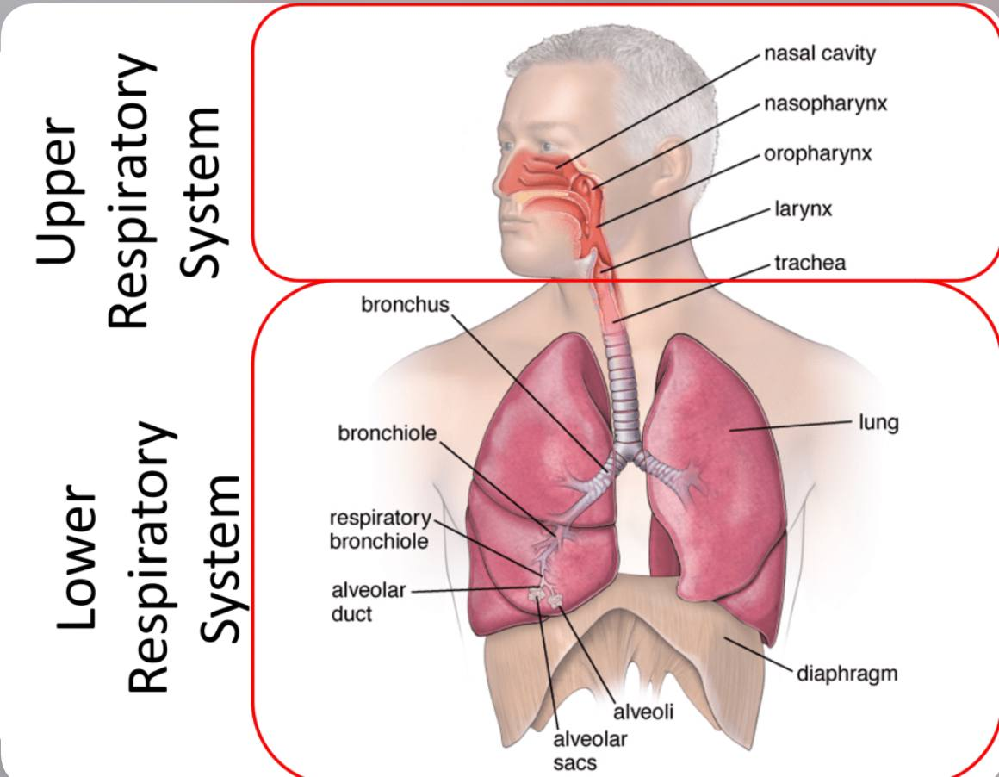 Upper
Respiratory
System
nasal cavity
nasopharynx
oropharynx
larynx
trachea
Lower
Respiratory
System
bronchus
bronchiole
respiratory
bronchiole
alveolar
duct
lung
diaphragm
alveoli
alveolar
sacs